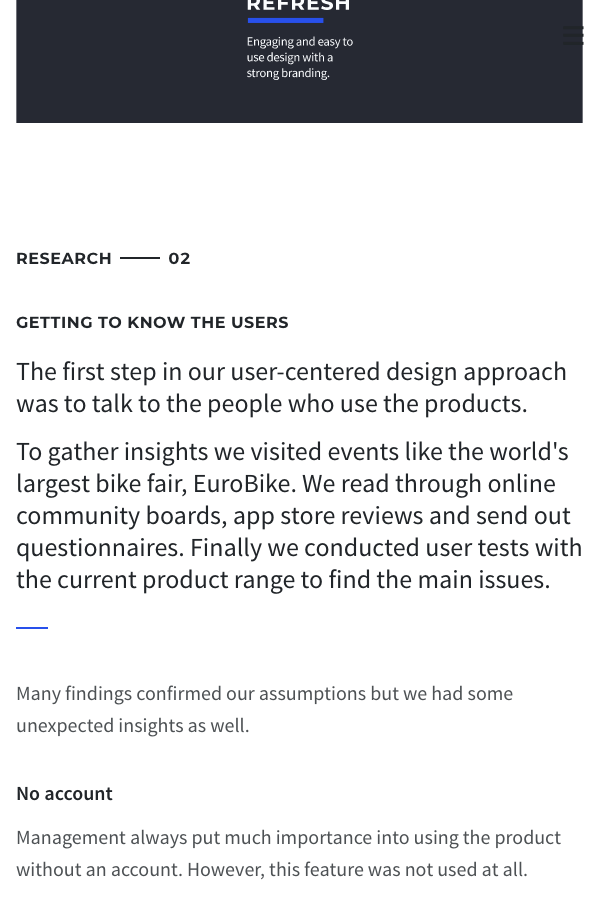 REFRESH
Engaging and easy to
use design with a
strong branding.
RESEARCH 02
GETTING TO KNOW THE USERS
The first step in our user-centered design approach
was to talk to the people who use the products.
To gather insights we visited events like the world's
largest bike fair, EuroBike. We read through online
community boards, app store reviews and send out
questionnaires. Finally we conducted user tests with
the current product range to find the main issues.
Many findings confirmed our assumptions but we had some
unexpected insights as well.
No account
Management always put much importance into using the product
without an account. However, this feature was not used at all.